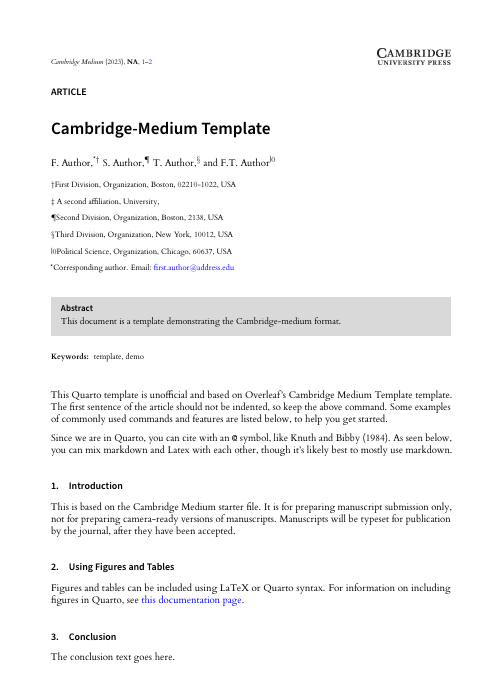 CAMBRIDGE
UNIVERSITY PRESS
Cambridge Medium (2023), NA, 1–2
ARTICLE
Cambridge-Medium Template
F. Author,*† S. Author,¶ T. Author,§ and F.T. Author|0
†First Division, Organization, Boston, 02210-1022, USA
‡ A second affiliation, University,
¶Second Division, Organization, Boston, 2138, USA
§Third Division, Organization, New York, 10012, USA
|0Political Science, Organization, Chicago, 60637, USA
*Corresponding author. Email: first.author@address.edu
Abstract
This document is a template demonstrating the Cambridge-medium format.
Keywords: template, demo
This Quarto template is unofficial and based on Overleaf's Cambridge Medium Template template.
The first sentence of the article should not be indented, so keep the above command. Some examples
of commonly used commands and features are listed below, to help you get started.
Since we are in Quarto, you can cite with an @ symbol, like Knuth and Bibby (1984). As seen below,
you can mix markdown and Latex with each other, though it's likely best to mostly use markdown.
1. Introduction
This is based on the Cambridge Medium starter file. It is for preparing manuscript submission only,
not for preparing camera-ready versions of manuscripts. Manuscripts will be typeset for publication
by the journal, after they have been accepted.
2. Using Figures and Tables
Figures and tables can be included using LaTeX or Quarto syntax. For information on including
figures in Quarto, see this documentation page.
3. Conclusion
The conclusion text goes here.